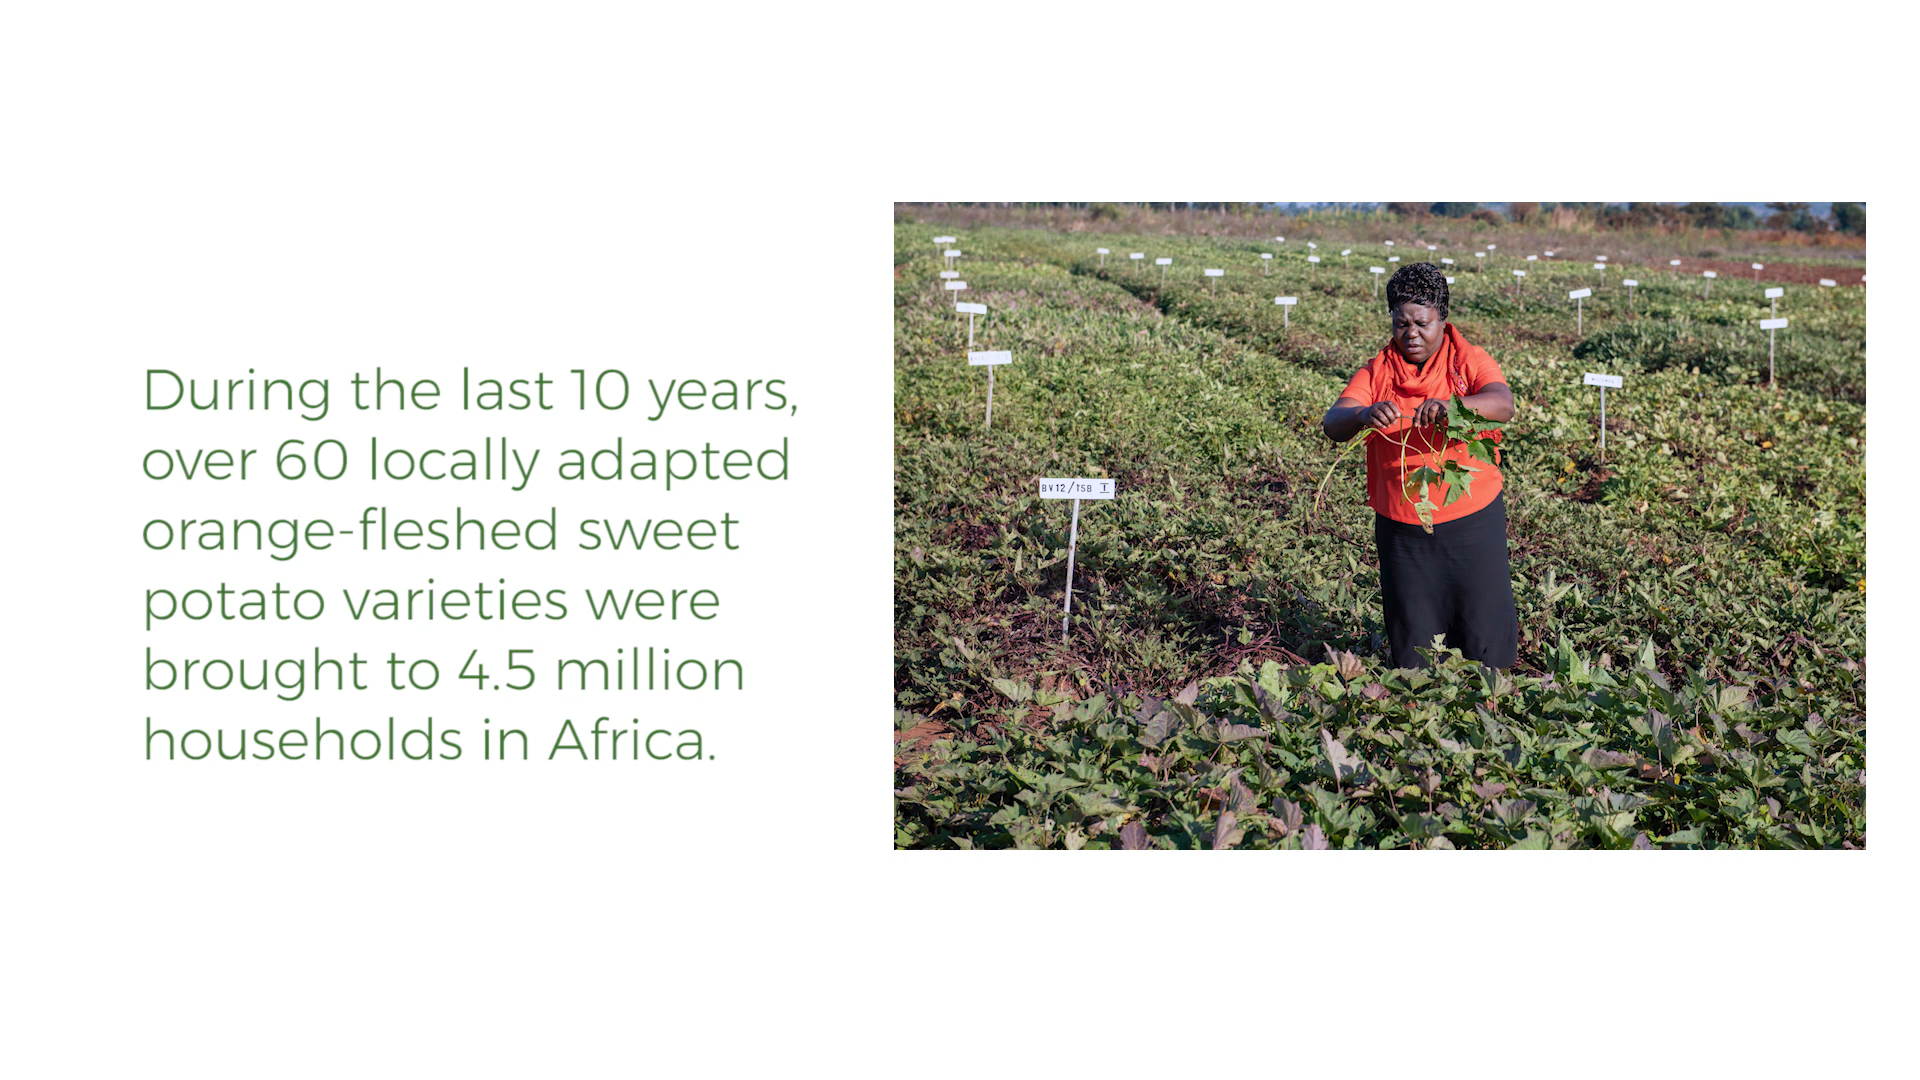 During the last 10 years,
over 60 locally adapted
orange-fleshed sweet
potato varieties were
brought to 4.5 million
households in Africa.
BV12/TSB I